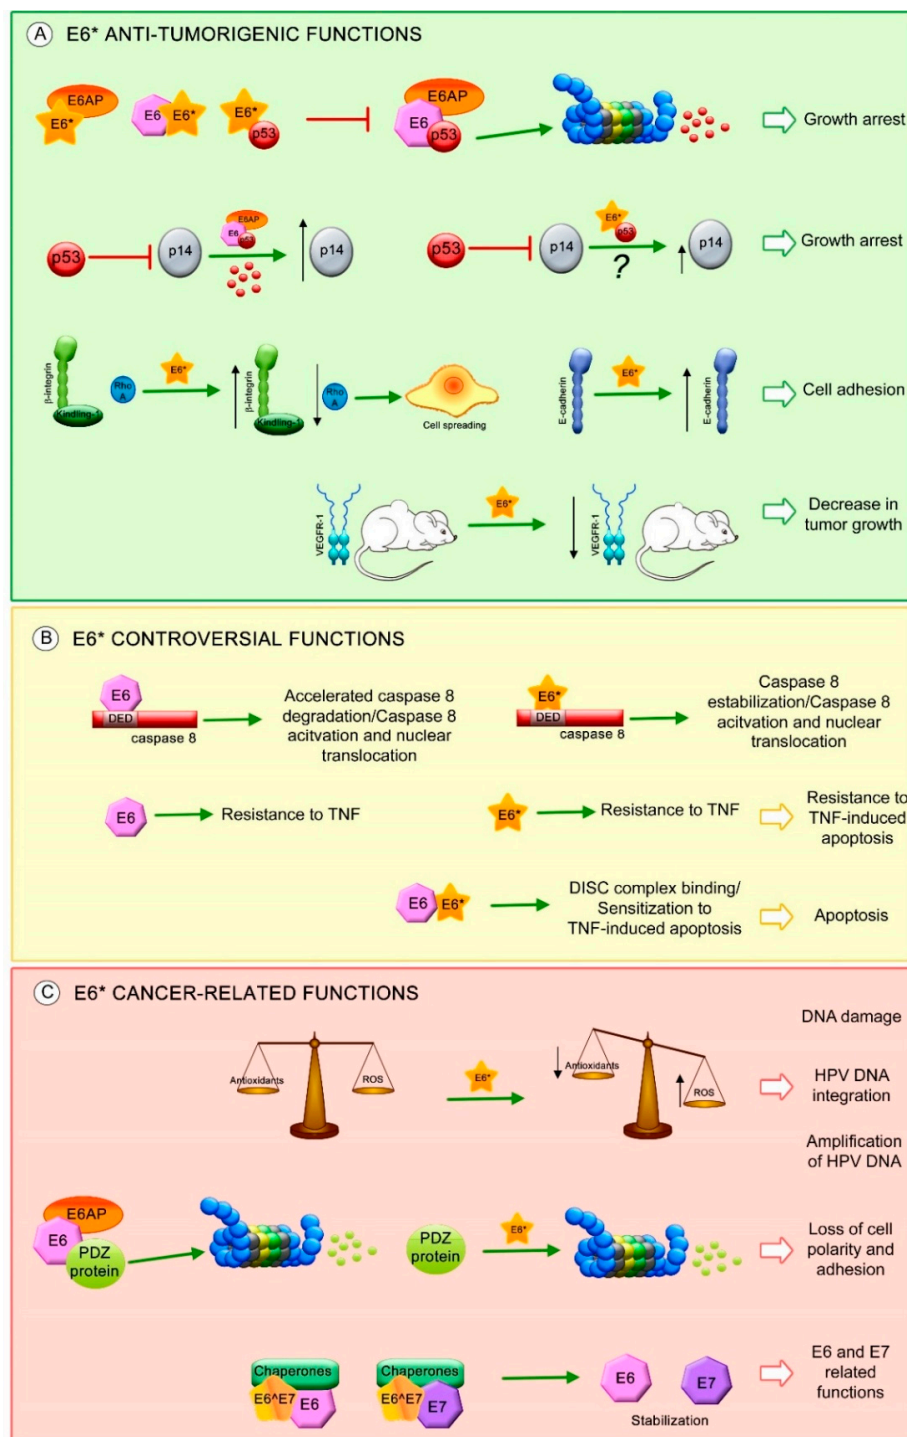 A E6* ANTI-TUMORIGENIC FUNCTIONS
E6AP
E6*
E6
E6*
E6*
p53
E6AP
E6
p53
Growth arrest
p53
p14
E6AP
E6
p53
p14
p53
p14
E6*
p53
?
p14
Growth arrest
β-integrin
Kindling-1
Rho
A
E6*
β-integrin
Kindling-1
Rho
A
Cell spreading
E-cadherin
E6*
E-cadherin
Cell adhesion
VEGFR-1
E6*
VEGFR-1
Decrease in
tumor growth
B E6* CONTROVERSIAL FUNCTIONS
E6
DED
caspase 8
Accelerated caspase 8
degradation/Caspase 8
acitvation and nuclear
translocation
E6*
DED
caspase 8
Caspase 8
estabilization/Caspase 8
acitvation and nuclear
translocation
E6
Resistance to TNF
E6*
Resistance to TNF
Resistance to
TNF-induced
apoptosis
E6
E6*
DISC complex binding/
Sensitization to
TNF-induced apoptosis
Apoptosis
C E6* CANCER-RELATED FUNCTIONS
Antioxidants
ROS
E6*
Antioxidants
ROS
DNA damage
HPV DNA
integration
Amplification
of HPV DNA
E6AP
E6
PDZ
protein
PDZ
protein
E6*
Loss of cell
polarity and
adhesion
Chaperones
E6^E7
E6
Chaperones
E6^E7
E7
E6
E7
Stabilization
E6 and E7
related
functions